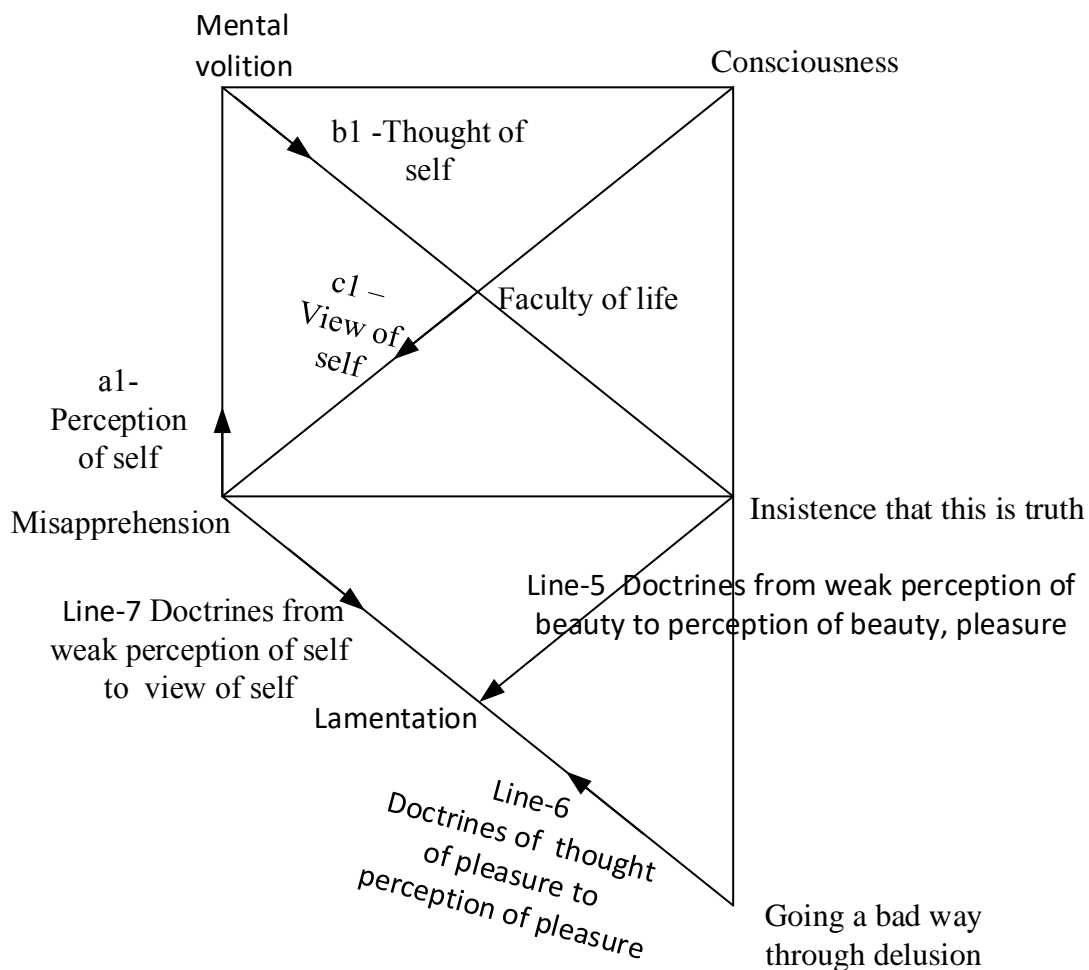 Mental
volition
Consciousness
b1 -Thought of
self
c1 –
View of
self
Faculty of life
a1-
Perception
of self
Misapprehension
Insistence that this is truth
Line-5  Doctrines from weak perception of
beauty to perception of beauty, pleasure
Line-7 Doctrines from
weak perception of self
to  view of self
Lamentation
Line-6
Doctrines of  thought
of pleasure to
perception of pleasure
Going a bad way
through delusion